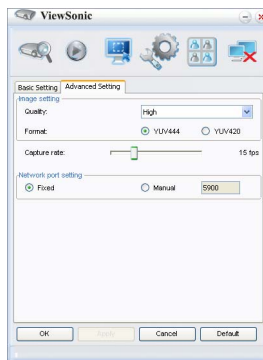 ViewSonic
Basic Setting Advanced Setting
Image setting
Quality: High
Format: YUV444 YUV420
Capture rate: 15 fps
Network port setting
Fixed Manual 5900
OK Apply Cancel Default